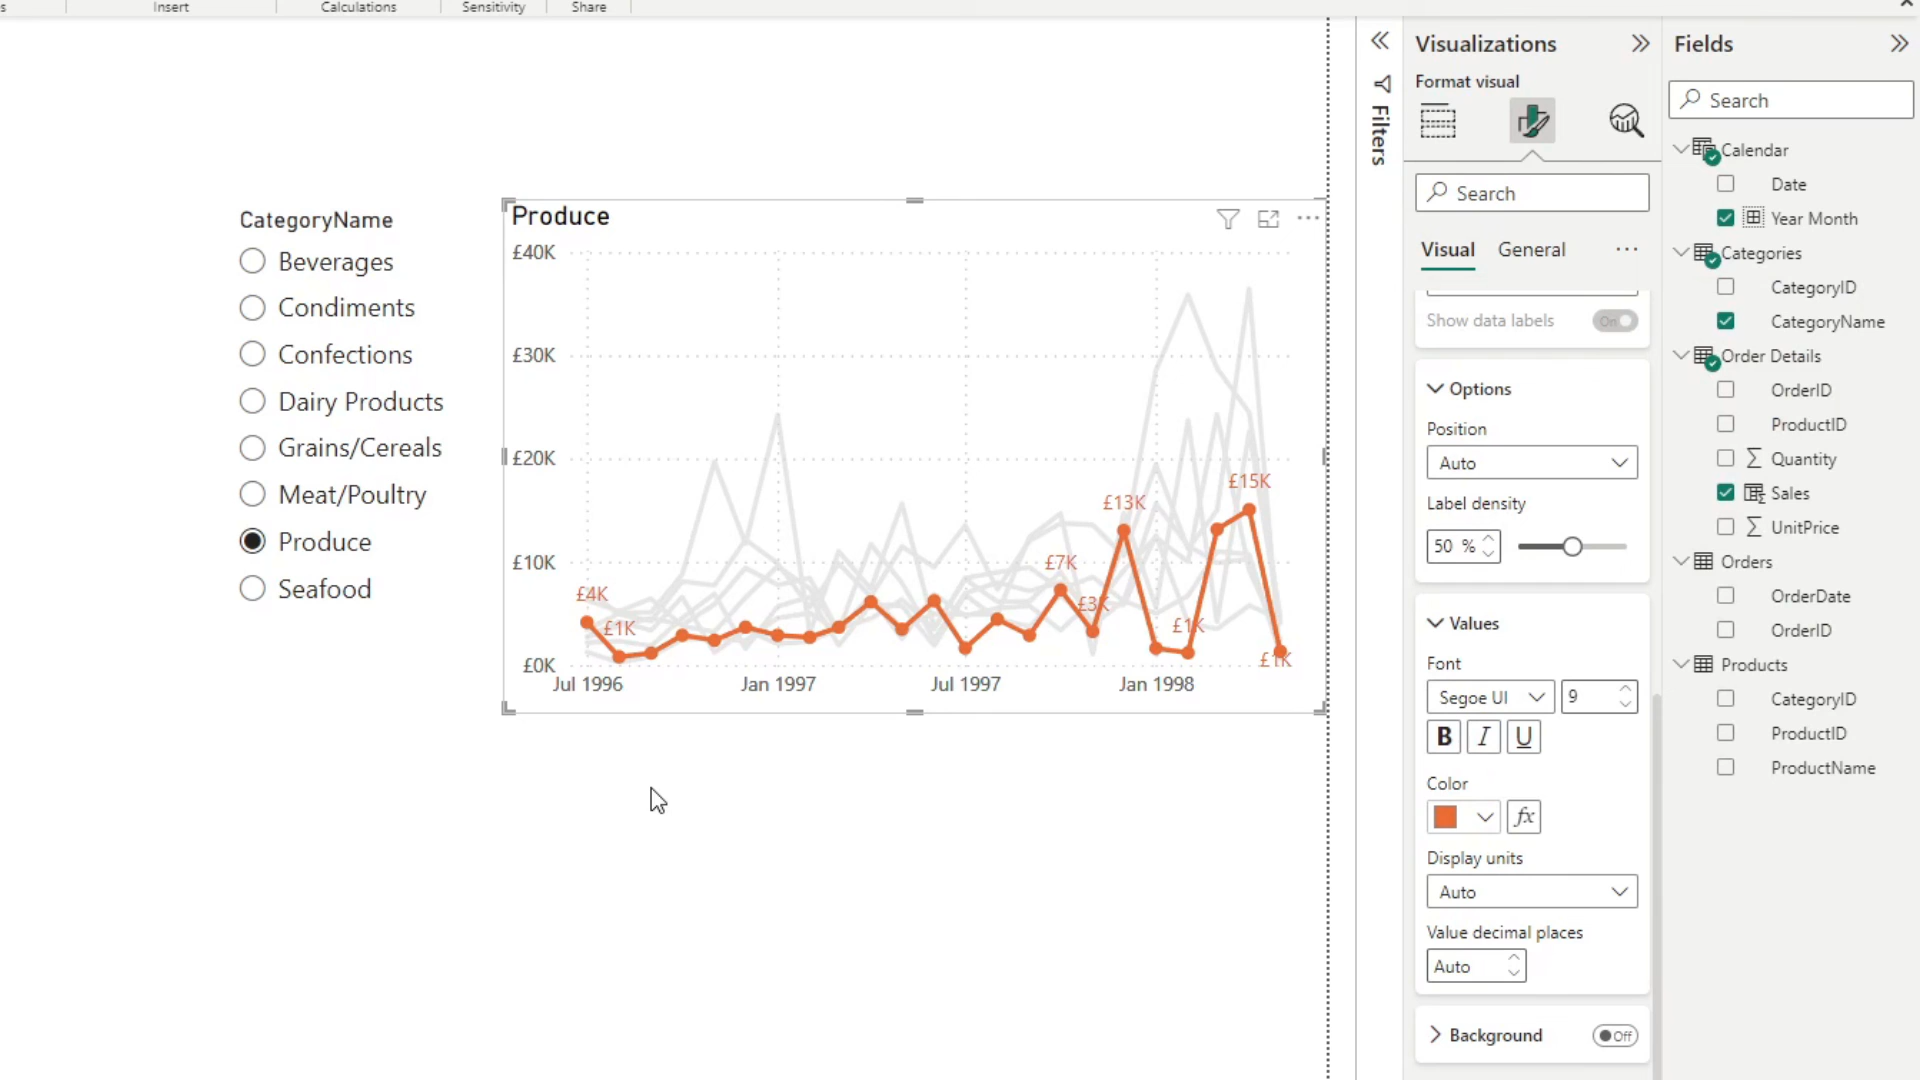 s
Insert
Calculations
Sensitivity
Share
CategoryName
Beverages
Condiments
Confections
Dairy Products
Grains/Cereals
Meat/Poultry
Produce
Seafood
Produce
£40K
£30K
£20K
£10K
£0K
£4K
£1K
£7K
£3K
£13K
£1K
£15K
£1K
Jul 1996
Jan 1997
Jul 1997
Jan 1998
Filters
Visualizations
Format visual
Search
Visual
General
Show data labels
On
Options
Position
Auto
Label density
50 %
Values
Font
Segoe UI
9
B
I
U
Color
fx
Display units
Auto
Value decimal places
Auto
Background
Off
Fields
Search
Calendar
Date
Year Month
Categories
CategoryID
CategoryName
Order Details
OrderID
ProductID
Quantity
Sales
UnitPrice
Orders
OrderDate
OrderID
Products
CategoryID
ProductID
ProductName